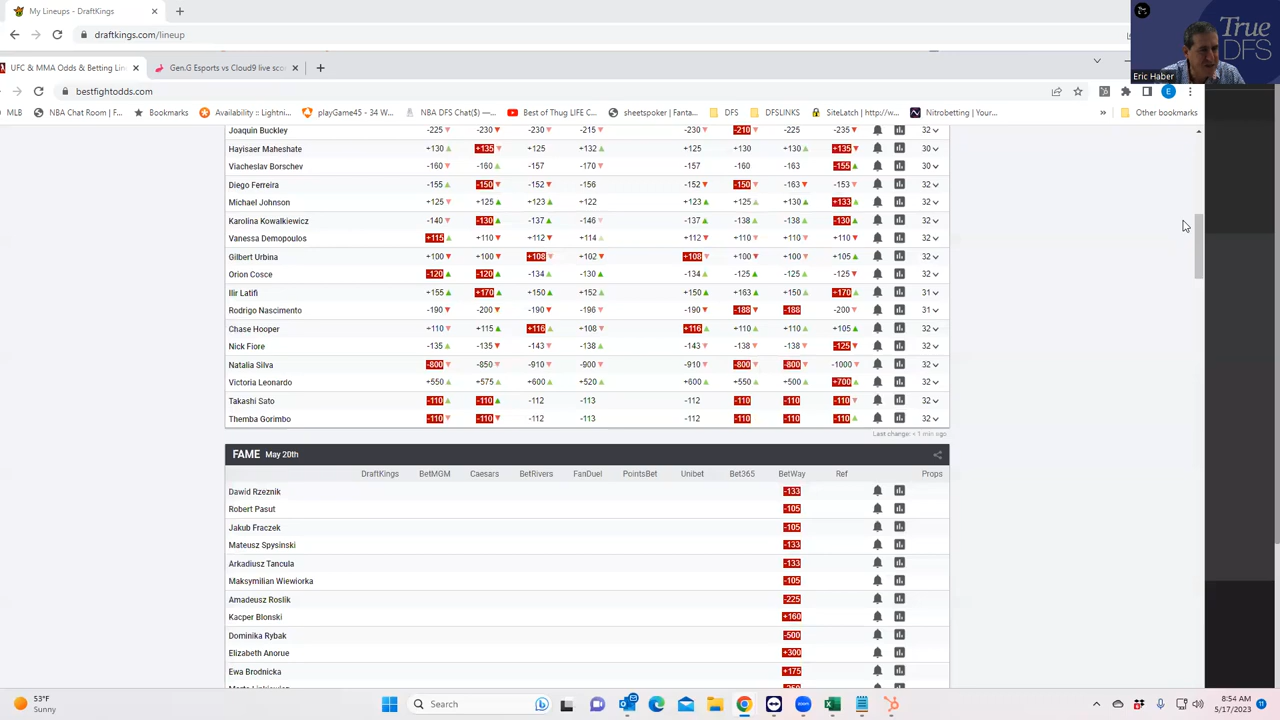 My Lineups - DraftKings
draftkings.com/lineup
UFC & MMA Odds & Betting Lin
Gen.G Esports vs Cloud9 live sco
bestfightodds.com
MLB NBA Chat Room | F... Bookmarks Availability :: Lightni... playGame45 - 34 W... NBA DFS Chat($) —... Best of Thug LIFE C... sheetspoker | Fanta... DFS DFSLINKS SiteLatch | http://w... Nitrobetting | Your... » Other bookmarks
True
DFS
Eric Haber
Joaquin Buckley -225 -230 -230 -215 -230 -210 -225 -235 32
Hayisaer Maheshate +130 +135 +125 +132 +125 +130 +130 +135 30
Viacheslav Borschev -160 -160 -157 -170 -157 -160 -163 -155 30
Diego Ferreira -155 -150 -152 -156 -152 -150 -163 -153 32
Michael Johnson +125 +125 +123 +122 +123 +125 +130 +133 32
Karolina Kowalkiewicz -140 -130 -137 -146 -137 -138 -138 -130 32
Vanessa Demopoulos +115 +110 +112 +114 +112 +110 +110 +110 32
Gilbert Urbina +100 +100 +108 +102 +108 +100 +100 +105 32
Orion Cosce -120 -120 -134 -130 -134 -125 -125 -125 32
Ilir Latifi +155 +170 +150 +152 +150 +163 +150 +170 31
Rodrigo Nascimento -190 -200 -190 -196 -190 -188 -188 -200 31
Chase Hooper +110 +115 +116 +108 +116 +110 +110 +105 32
Nick Fiore -135 -135 -143 -138 -143 -138 -138 -125 32
Natalia Silva -800 -850 -910 -900 -910 -800 -800 -1000 32
Victoria Leonardo +550 +575 +600 +520 +600 +550 +500 +700 32
Takashi Sato -110 -110 -112 -113 -112 -110 -110 -110 32
Themba Gorimbo -110 -110 -112 -113 -112 -110 -110 -110 32
Last change: < 1 min ago
FAME May 20th
DraftKings BetMGM Caesars BetRivers FanDuel PointsBet Unibet Bet365 BetWay Ref Props
Dawid Rzeznik -133
Robert Pasut -105
Jakub Fraczek -105
Mateusz Spysinski -133
Arkadiusz Tancula -133
Maksymilian Wiewiorka -105
Amadeusz Roslik -225
Kacper Blonski +160
Dominika Rybak -500
Elizabeth Anorue +300
Ewa Brodnicka +175
53°F
Sunny
Search
8:54 AM
5/17/2023